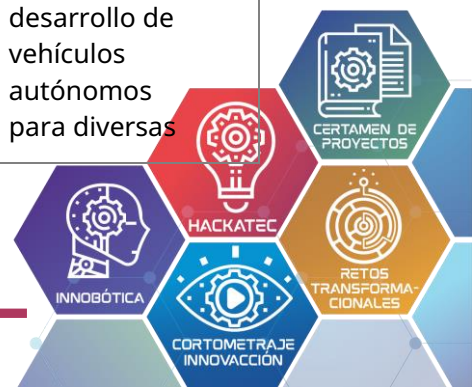 desarrollo de
vehículos
autónomos
para diversas
CERTAMEN DE
PROYECTOS
HACKATEC
INNOBÓTICA
RETOS
TRANSFORMA-
CIONALES
CORTOMETRAJE
INNOVACCIÓN